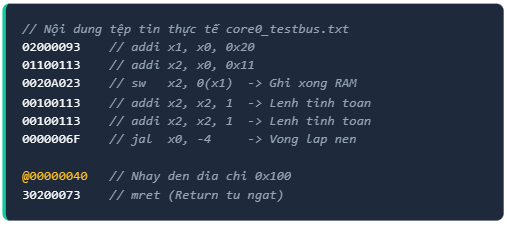 // Nội dung tệp tin thực tế core0_testbus.txt
02000093 // addi x1, x0, 0x20
01100113 // addi x2, x0, 0x11
0020A023 // sw x2, 0(x1) -> Ghi xong RAM
00100113 // addi x2, x2, 1 -> Lenh tinh toan
00100113 // addi x2, x2, 1 -> Lenh tinh toan
0000006F // jal x0, -4 -> Vong lap nen
@00000040 // Nhay den dia chi 0x100
30200073 // mret (Return tu ngat)